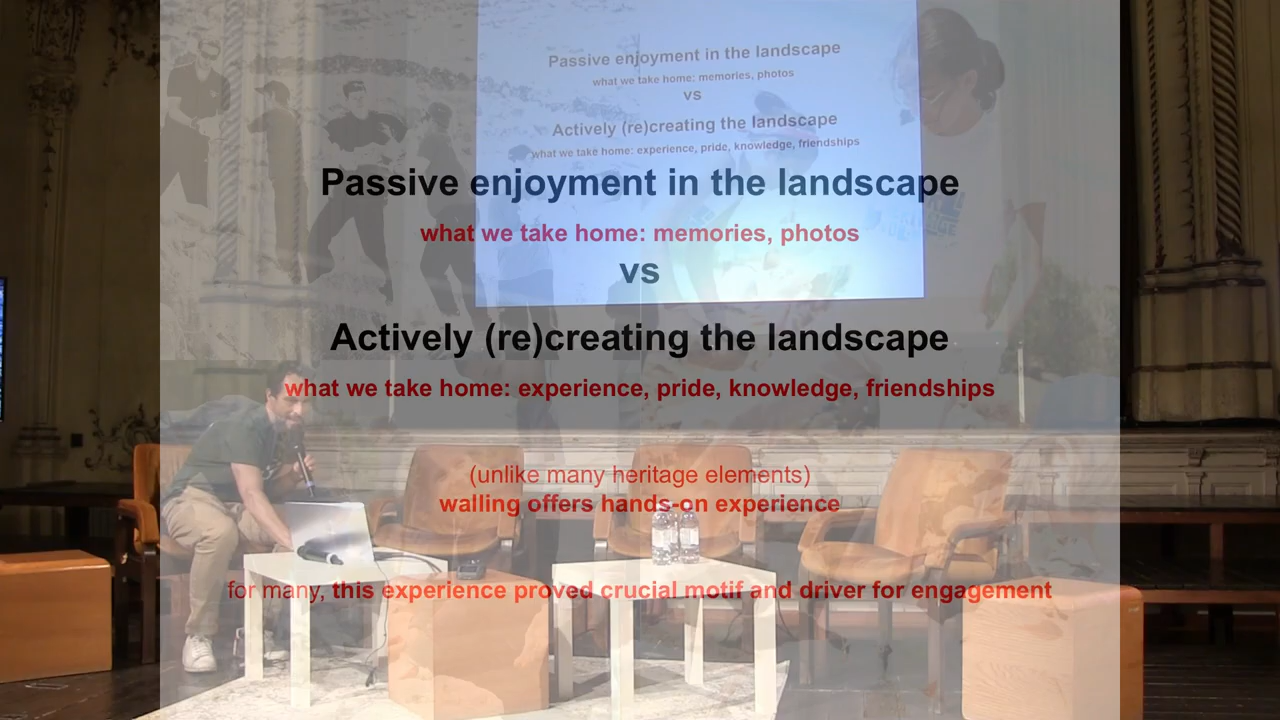 Passive enjoyment in the landscape
what we take home: memories, photos
vs
Actively (re)creating the landscape
what we take home: experience, pride, knowledge, friendships
Passive enjoyment in the landscape
what we take home: memories, photos
vs
Actively (re)creating the landscape
what we take home: experience, pride, knowledge, friendships
(unlike many heritage elements)
walling offers hands-on experience
for many, this experience proved crucial motif and driver for engagement